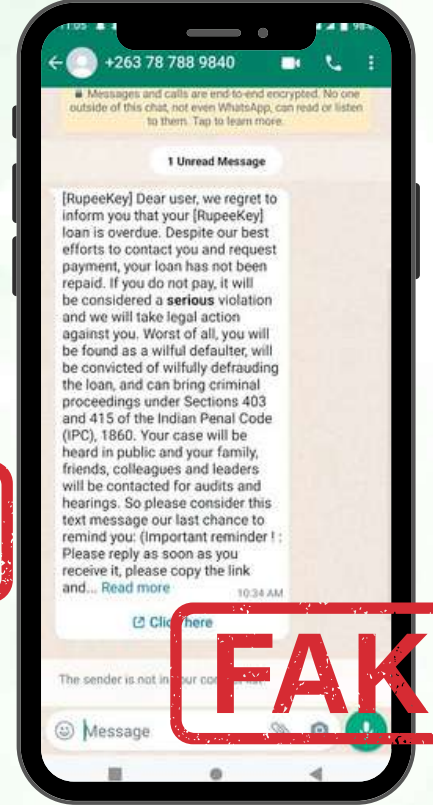 11:05
98%
+263 78 788 9840
Messages and calls are end-to-end encrypted. No one
outside of this chat, not even WhatsApp, can read or listen
to them. Tap to learn more.
1 Unread Message
[RupeeKey] Dear user, we regret to
inform you that your [RupeeKey]
loan is overdue. Despite our best
efforts to contact you and request
payment, your loan has not been
repaid. If you do not pay, it will
be considered a serious violation
and we will take legal action
against you. Worst of all, you will
be found as a wilful defaulter, will
be convicted of wilfully defrauding
the loan, and can bring criminal
proceedings under Sections 403
and 415 of the Indian Penal Code
(IPC), 1860. Your case will be
heard in public and your family,
friends, colleagues and leaders
will be contacted for audits and
hearings. So please consider this
text message our last chance to
remind you: (Important reminder ! :
Please reply as soon as you
receive it, please copy the link
and... Read more
10:34 AM
Click here
FAK
The sender is not in your contact list
Message